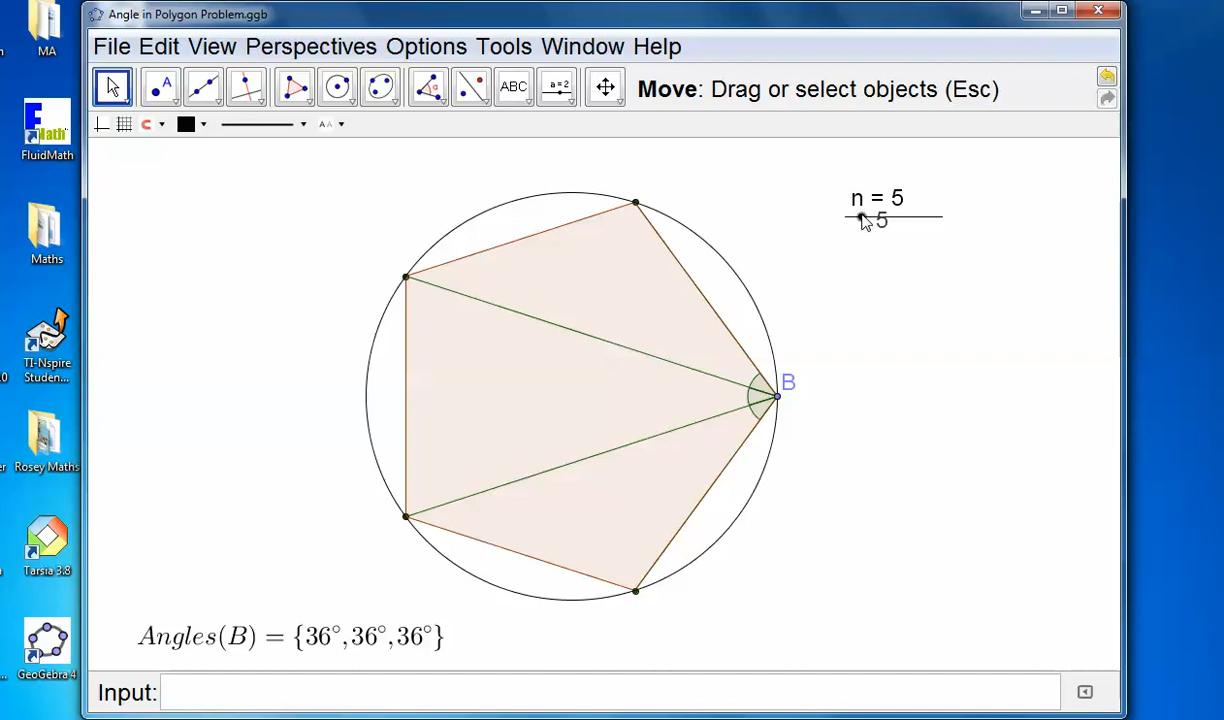 Angle in Polygon Problem.ggb
File Edit View Perspectives Options Tools Window Help
A
α
ABC
a=2
Move: Drag or select objects (Esc)
AA
n = 5
5
B
Angles(B) = {36°, 36°, 36°}
Input:
MA
Math
FluidMath
Maths
TI-Nspire
Studen...
Rosey Maths
Tarsia 3.8
GeoGebra 4